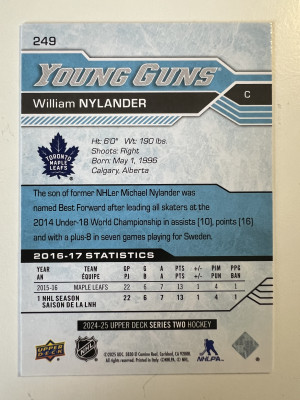 249
YOUNG GUNS
William NYLANDER
C
TORONTO
MAPLE
LEAFS
Ht: 6'0" Wt: 190 lbs.
Shoots: Right
Born: May 1, 1996
Calgary, Alberta
The son of former NHLer Michael Nylander was
named Best Forward after leading all skaters at the
2014 Under-18 World Championship in assists (10), points (16)
and with a plus-8 in seven games playing for Sweden.
2016-17 STATISTICS
YEAR TEAM GP G A PTS +/- PIM PPG
AN ÉQUIPE PJ B A PTS +/- PUN BAN
2015-16 MAPLE LEAFS 22 6 7 13 1 4 1
1 NHL SEASON 22 6 7 13 1 4 1
SAISON DE LA LNH
2024-25 UPPER DECK SERIES TWO HOCKEY
UPPER DECK
NHL
NHLPA